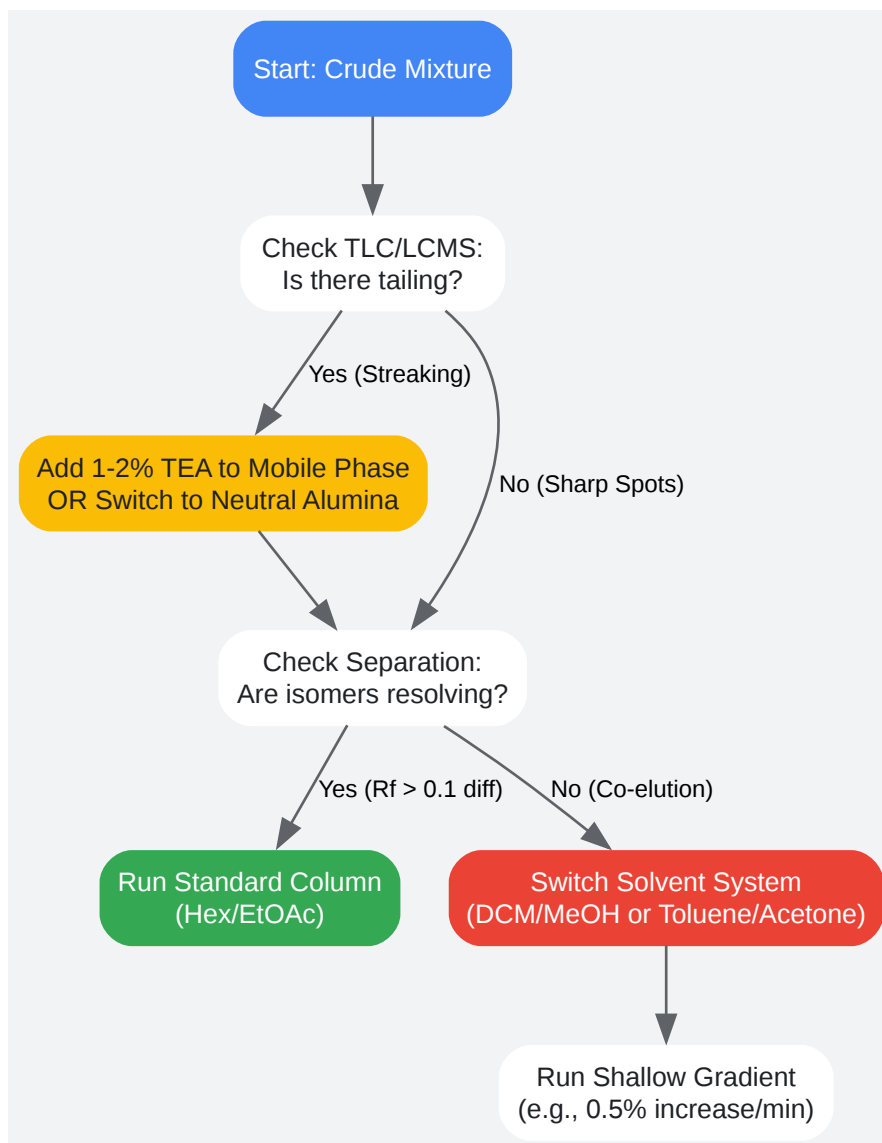 Start: Crude Mixture
Check TLC/LCMS:
Is there tailing?
Yes (Streaking)
Add 1-2% TEA to Mobile Phase
OR Switch to Neutral Alumina
No (Sharp Spots)
Check Separation:
Are isomers resolving?
Yes (Rf > 0.1 diff)
No (Co-elution)
Run Standard Column
(Hex/EtOAc)
Switch Solvent System
(DCM/MeOH or Toluene/Acetone)
Run Shallow Gradient
(e.g., 0.5% increase/min)